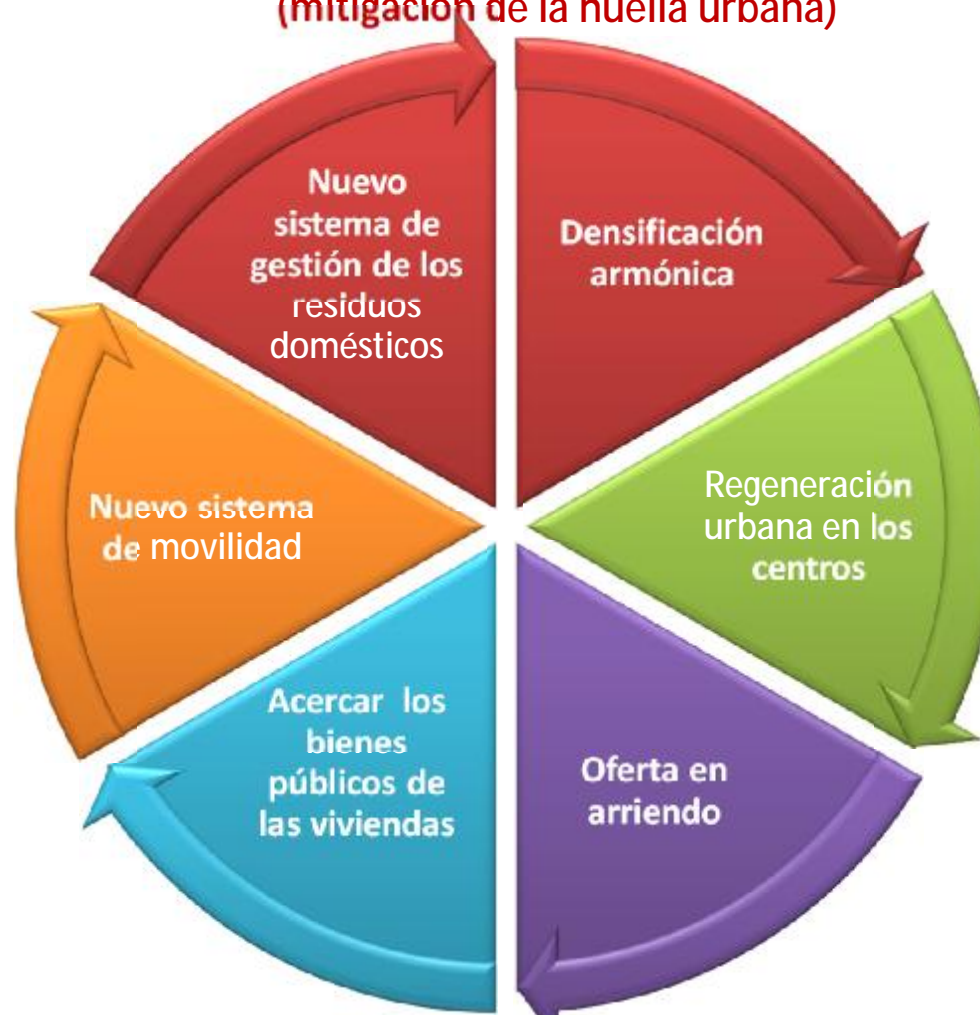 (mitigación de la huella urbana)
Nuevo
sistema de
gestión de los
residuos
domésticos
Densificación
armónica
Regeneración
urbana en los
centros
Oferta en
arriendo
Acercar los
bienes
públicos de
las viviendas
Nuevo sistema
de movilidad